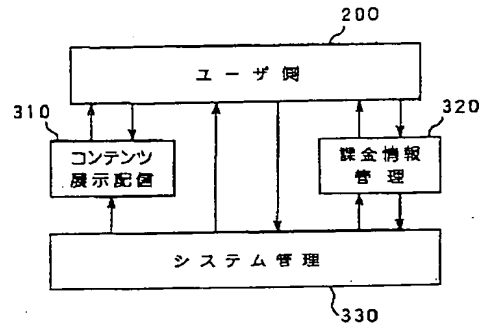 200
ユーザ側
310
320
コンテンツ
展示配信
課金情報
管理
システム管理
330